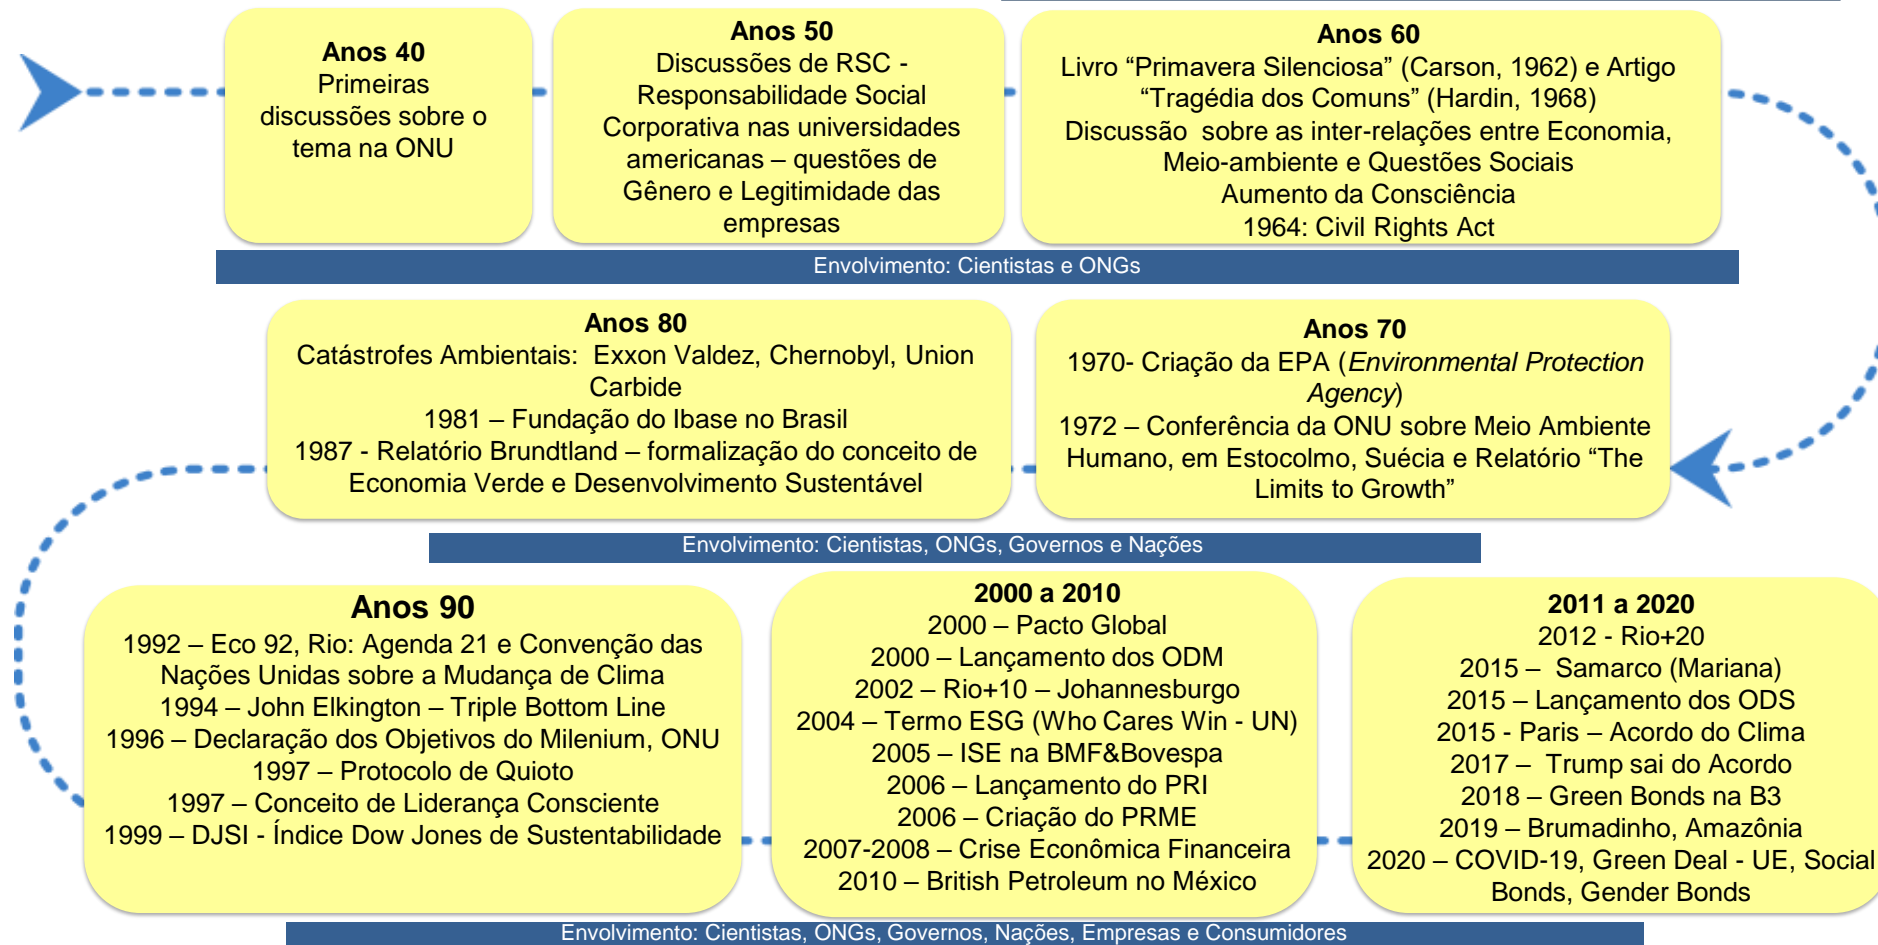 Anos 40
Primeiras
discussões sobre o
tema na ONU
Anos 50
Discussões de RSC -
Responsabilidade Social
Corporativa nas universidades
americanas – questões de
Gênero e Legitimidade das
empresas
Anos 60
Livro “Primavera Silenciosa” (Carson, 1962) e Artigo
“Tragédia dos Comuns” (Hardin, 1968)
Discussão sobre as inter-relações entre Economia,
Meio-ambiente e Questões Sociais
Aumento da Consciência
1964: Civil Rights Act
Envolvimento: Cientistas e ONGs
Anos 70
1970- Criação da EPA (Environmental Protection
Agency)
1972 – Conferência da ONU sobre Meio Ambiente
Humano, em Estocolmo, Suécia e Relatório “The
Limits to Growth”
Anos 80
Catástrofes Ambientais: Exxon Valdez, Chernobyl, Union
Carbide
1981 – Fundação do Ibase no Brasil
1987 - Relatório Brundtland – formalização do conceito de
Economia Verde e Desenvolvimento Sustentável
Envolvimento: Cientistas, ONGs, Governos e Nações
Anos 90
1992 – Eco 92, Rio: Agenda 21 e Convenção das
Nações Unidas sobre a Mudança de Clima
1994 – John Elkington – Triple Bottom Line
1996 – Declaração dos Objetivos do Milenium, ONU
1997 – Protocolo de Quioto
1997 – Conceito de Liderança Consciente
1999 – DJSI - Índice Dow Jones de Sustentabilidade
2000 a 2010
2000 – Pacto Global
2000 – Lançamento dos ODM
2002 – Rio+10 – Johannesburgo
2004 – Termo ESG (Who Cares Win - UN)
2005 – ISE na BMF&Bovespa
2006 – Lançamento do PRI
2006 – Criação do PRME
2007-2008 – Crise Econômica Financeira
2010 – British Petroleum no México
2011 a 2020
2012 - Rio+20
2015 – Samarco (Mariana)
2015 – Lançamento dos ODS
2015 - Paris – Acordo do Clima
2017 – Trump sai do Acordo
2018 – Green Bonds na B3
2019 – Brumadinho, Amazônia
2020 – COVID-19, Green Deal - UE, Social
Bonds, Gender Bonds
Envolvimento: Cientistas, ONGs, Governos, Nações, Empresas e Consumidores